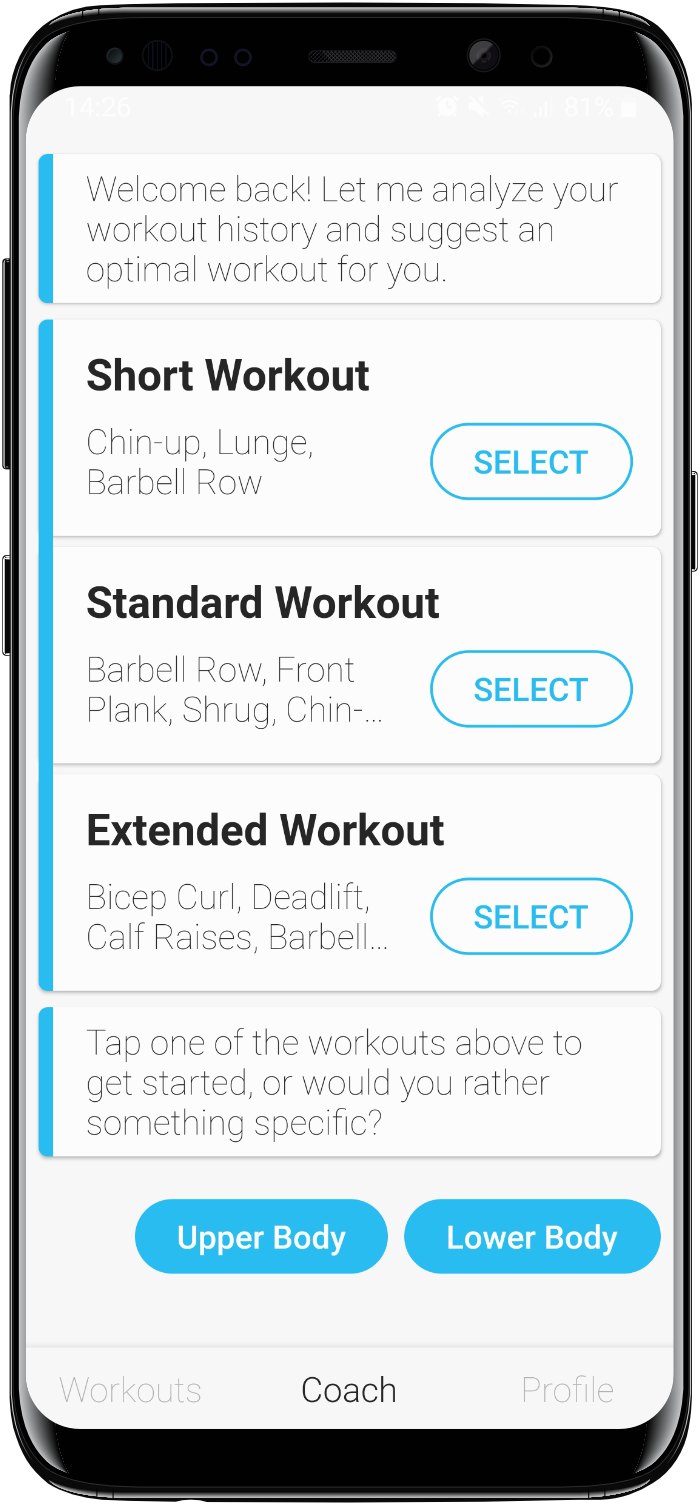 14:26 81%
Welcome back! Let me analyze your
workout history and suggest an
optimal workout for you.
Short Workout
Chin-up, Lunge,
Barbell Row
SELECT
Standard Workout
Barbell Row, Front
Plank, Shrug, Chin-...
SELECT
Extended Workout
Bicep Curl, Deadlift,
Calf Raises, Barbell...
SELECT
Tap one of the workouts above to
get started, or would you rather
something specific?
Upper Body Lower Body
Workouts Coach Profile